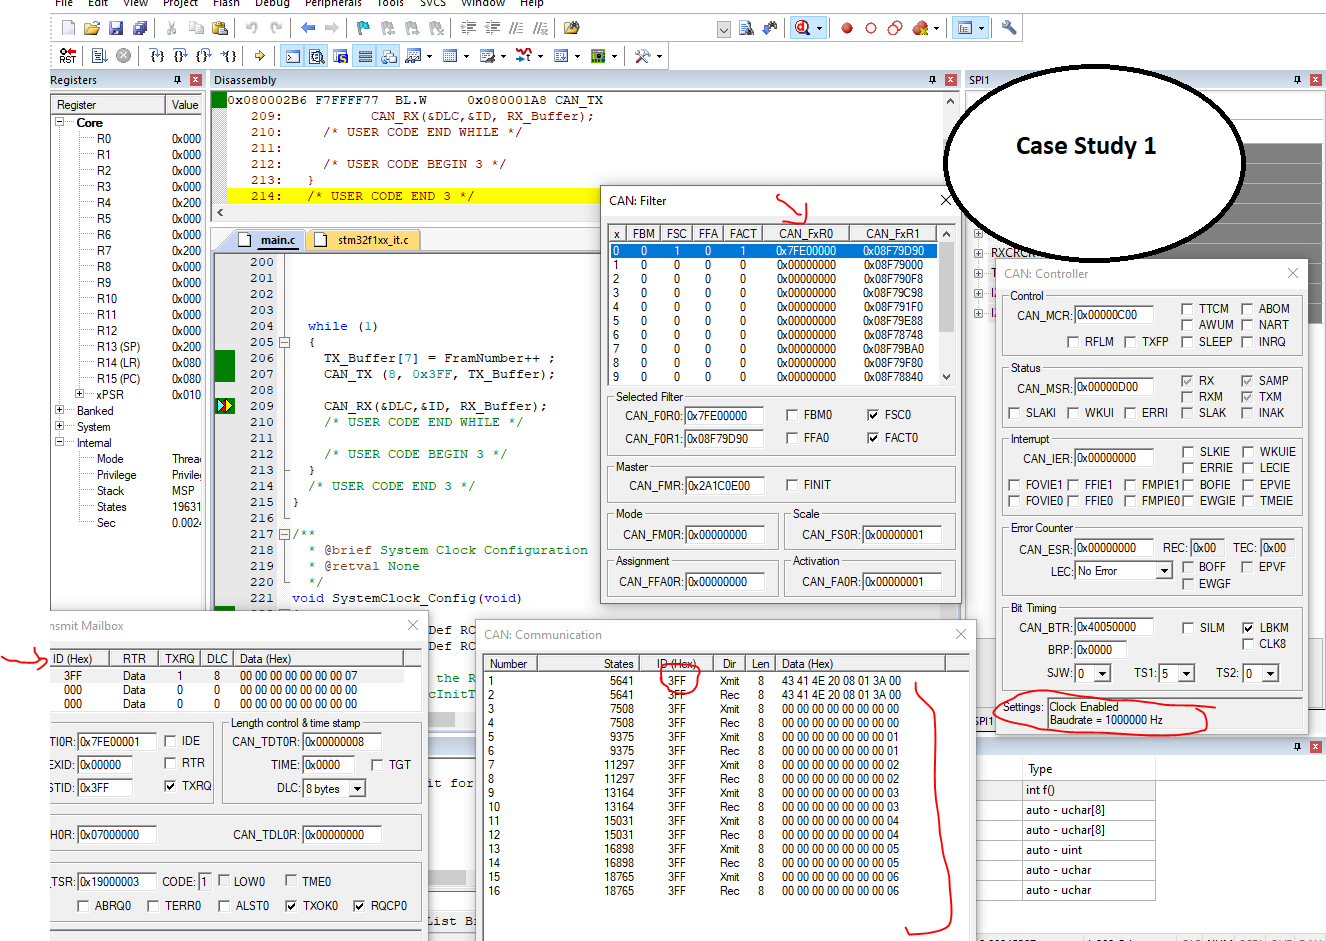 File Edit View Project Flash Debug Peripherals Tools SVCS Window Help
RST
Registers
Register Value
Core
R0 0x000
R1 0x000
R2 0x000
R3 0x000
R4 0x200
R5 0x000
R6 0x000
R7 0x200
R8 0x000
R9 0x000
R10 0x000
R11 0x000
R12 0x000
R13 (SP) 0x200
R14 (LR) 0x080
R15 (PC) 0x080
xPSR 0x010
Banked
System
Internal
Mode Threa
Privilege Privile
Stack MSP
States 19631
Sec 0.002
Disassembly
0x080002B6 F7FFFF77 BL.W 0x080001A8 CAN_TX
209: CAN_RX(&DLC,&ID, RX_Buffer);
210: /* USER CODE END WHILE */
211:
212: /* USER CODE BEGIN 3 */
213: }
214: /* USER CODE END 3 */
main.c stm32f1xx_it.c
200
201
202
203
204 while (1)
205 {
206 TX_Buffer[7] = FramNumber++ ;
207 CAN_TX (8, 0x3FF, TX_Buffer);
208
209 CAN_RX(&DLC,&ID, RX_Buffer);
210 /* USER CODE END WHILE */
211
212 /* USER CODE BEGIN 3 */
213 }
214 /* USER CODE END 3 */
215 }
216
217 /**
218 * @brief System Clock Configuration
219 * @retval None
220 */
221 void SystemClock_Config(void)
Def RC
Def RC
the R
cInitT
SPI1
Case Study 1
RXCRCR
CAN: Filter
x FBM FSC FFA FACT CAN_FxR0 CAN_FxR1
0 0 1 0 1 0x7FE00000 0x08F79D90
1 0 0 0 0 0x00000000 0x08F79000
2 0 0 0 0 0x00000000 0x08F790F8
3 0 0 0 0 0x00000000 0x08F79C98
4 0 0 0 0 0x00000000 0x08F791F0
5 0 0 0 0 0x00000000 0x08F79E88
6 0 0 0 0 0x00000000 0x08F78748
7 0 0 0 0 0x00000000 0x08F79BA0
8 0 0 0 0 0x00000000 0x08F79F80
9 0 0 0 0 0x00000000 0x08F78840
Selected Filter
CAN_F0R0: 0x7FE00000 FBM0 FSC0
CAN_F0R1: 0x08F79D90 FFA0 FACT0
Master
CAN_FMR: 0x2A1C0E00 FINIT
Mode Scale
CAN_FM0R: 0x00000000 CAN_FS0R: 0x00000001
Assignment Activation
CAN_FFA0R: 0x00000000 CAN_FA0R: 0x00000001
CAN: Controller
Control
CAN_MCR: 0x00000C00 TTCM ABOM
AWUM NART
RFLM TXFP SLEEP INRQ
Status
CAN_MSR: 0x00000D00 RX SAMP
RXM TXM
SLAKI WKUI ERRI SLAK INAK
Interrupt
CAN_IER: 0x00000000 SLKIE WKUIE
ERRIE LECIE
FOVIE1 FFIE1 FMPIE1 BOFIE EPVIE
FOVIE0 FFIE0 FMPIE0 EWGIE TMEIE
Error Counter
CAN_ESR: 0x00000000 REC: 0x00 TEC: 0x00
LEC: No Error BOFF EPVF
EWGF
Bit Timing
CAN_BTR: 0x40050000 SILM LBKM
BRP: 0x0000 CLK8
SJW: 0 TS1: 5 TS2: 0
Settings: Clock Enabled
Baudrate = 1000000 Hz
SPI1
nsmit Mailbox
ID (Hex) RTR TXRQ DLC Data (Hex)
3FF Data 1 8 00 00 00 00 00 00 00 07
000 Data 0 0 00 00 00 00 00 00 00 00
000 Data 0 0 00 00 00 00 00 00 00 00
Length control & time stamp
TI0R: 0x7FE00001 IDE CAN_TDT0R: 0x00000008
EXID: 0x00000 RTR TIME: 0x0000 TGT
STID: 0x3FF TXRQ DLC: 8 bytes
H0R: 0x07000000 CAN_TDL0R: 0x00000000
_TSR: 0x19000003 CODE: 1 LOW0 TME0
ABRQ0 TERR0 ALST0 TXOK0 RQCP0
it for
List B
CAN: Communication
Number States ID (Hex) Dir Len Data (Hex)
1 5641 3FF Xmit 8 43 41 4E 20 08 01 3A 00
2 5641 3FF Rec 8 43 41 4E 20 08 01 3A 00
3 7508 3FF Xmit 8 00 00 00 00 00 00 00 00
4 7508 3FF Rec 8 00 00 00 00 00 00 00 00
5 9375 3FF Xmit 8 00 00 00 00 00 00 00 01
6 9375 3FF Rec 8 00 00 00 00 00 00 00 01
7 11297 3FF Xmit 8 00 00 00 00 00 00 00 02
8 11297 3FF Rec 8 00 00 00 00 00 00 00 02
9 13164 3FF Xmit 8 00 00 00 00 00 00 00 03
10 13164 3FF Rec 8 00 00 00 00 00 00 00 03
11 15031 3FF Xmit 8 00 00 00 00 00 00 00 04
12 15031 3FF Rec 8 00 00 00 00 00 00 00 04
13 16898 3FF Xmit 8 00 00 00 00 00 00 00 05
14 16898 3FF Rec 8 00 00 00 00 00 00 00 05
15 18765 3FF Xmit 8 00 00 00 00 00 00 00 06
16 18765 3FF Rec 8 00 00 00 00 00 00 00 06
Type
int f()
auto - uchar[8]
auto - uchar[8]
auto - uint
auto - uchar
auto - uchar